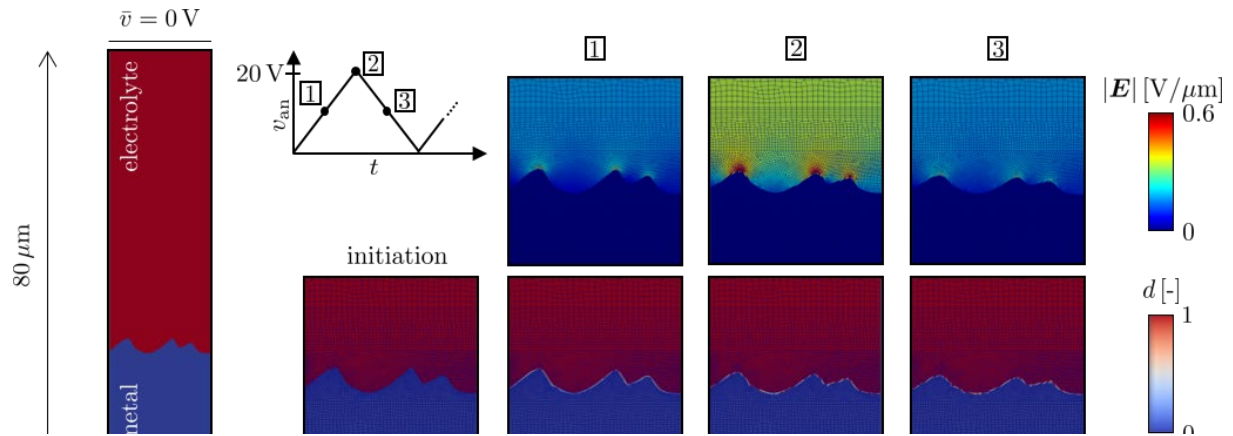 v̄ = 0 V
electrolyte
metal
80 μm
20 V
v_an
t
1
2
3
1
2
3
|E| [V/μm]
0.6
0
initiation
d [-]
1
0